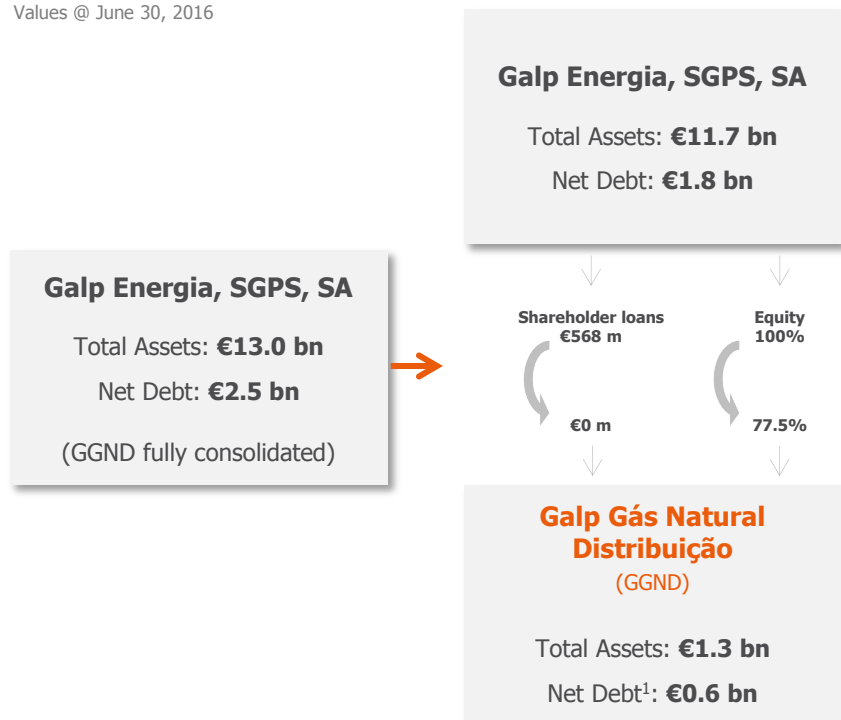 Values @ June 30, 2016
Galp Energia, SGPS, SA
Total Assets: €13.0 bn
Net Debt: €2.5 bn
(GGND fully consolidated)
Galp Energia, SGPS, SA
Total Assets: €11.7 bn
Net Debt: €1.8 bn
Shareholder loans
€568 m
€0 m
Equity
100%
77.5%
Galp Gás Natural
Distribuição
(GGND)
Total Assets: €1.3 bn
Net Debt¹: €0.6 bn